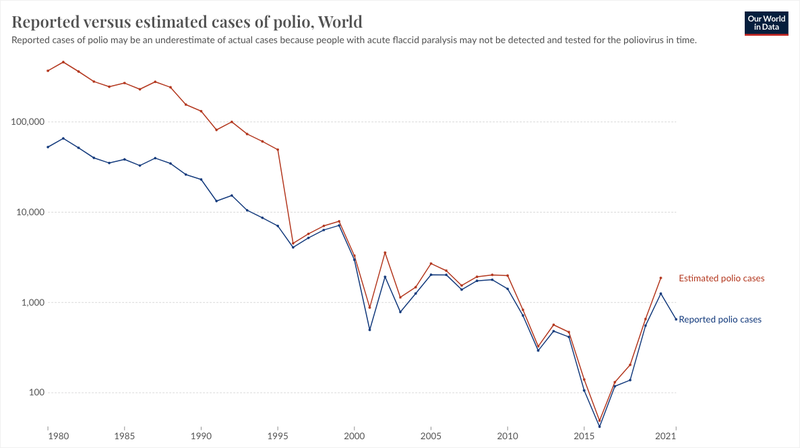 Reported versus estimated cases of polio, World
Reported cases of polio may be an underestimate of actual cases because people with acute flaccid paralysis may not be detected and tested for the poliovirus in time.
Our World
in Data
100,000
10,000
1,000
100
Estimated polio cases
Reported polio cases
1980 1985 1990 1995 2000 2005 2010 2015 2021